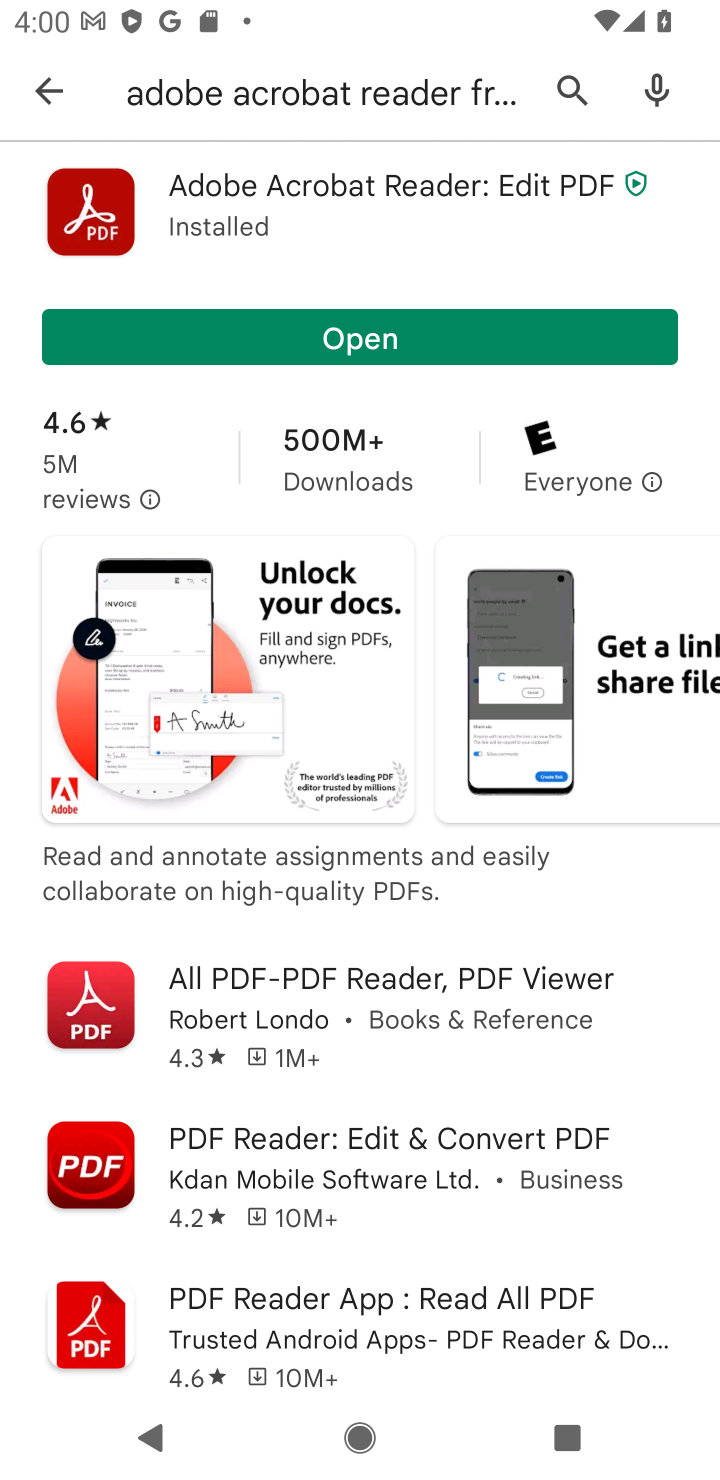 4:00
adobe acrobat reader fr...
Adobe Acrobat Reader: Edit PDF
Installed
Open
4.6★
5M
reviews
500M+
Downloads
E
Everyone
INVOICE
A Smith
Adobe
Unlock
your docs.
Fill and sign PDFs,
anywhere.
The world's leading PDF
editor trusted by millions
of professionals
Creating link...
Cancel
Create link
Get a link
share file
Read and annotate assignments and easily
collaborate on high-quality PDFs.
PDF
All PDF-PDF Reader, PDF Viewer
Robert Londo • Books & Reference
4.3★ 1M+
PDF
PDF Reader: Edit & Convert PDF
Kdan Mobile Software Ltd. • Business
4.2★ 10M+
PDF
PDF Reader App : Read All PDF
Trusted Android Apps- PDF Reader & Do...
4.6★ 10M+
PDF